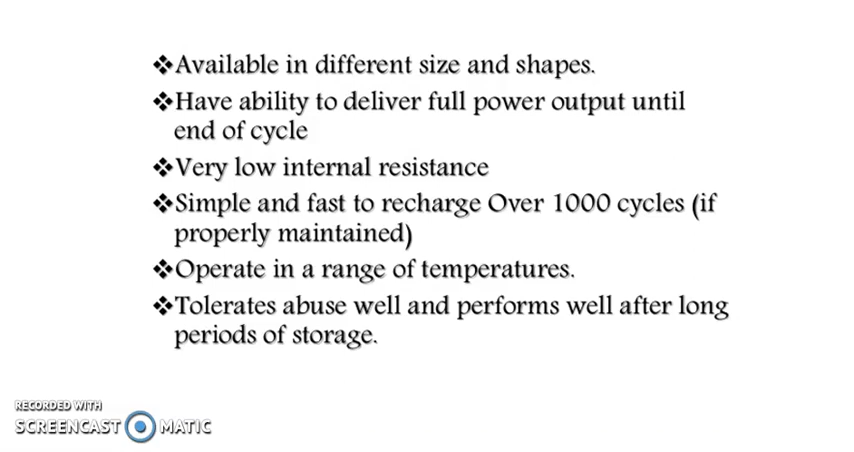 ❖Available in different size and shapes.
❖Have ability to deliver full power output until
end of cycle
❖Very low internal resistance
❖Simple and fast to recharge Over 1000 cycles (if
properly maintained)
❖Operate in a range of temperatures.
❖Tolerates abuse well and performs well after long
periods of storage.
RECORDED WITH
SCREENCAST MATIC